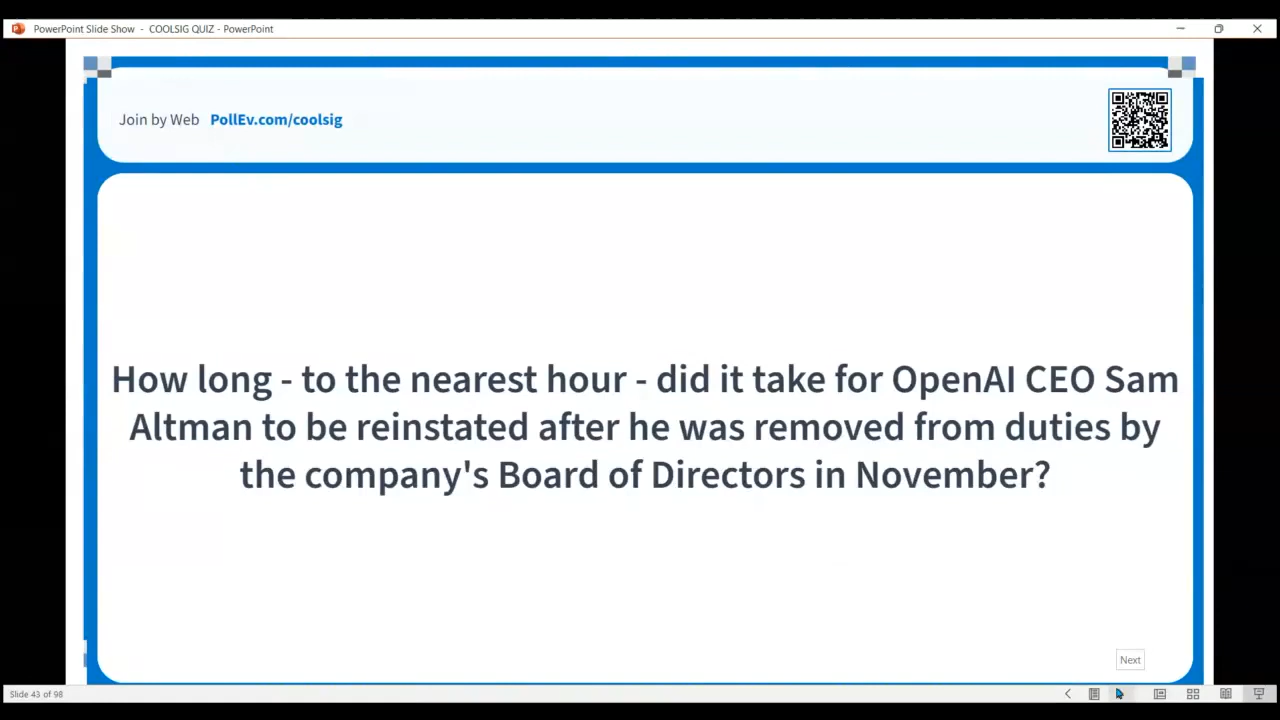 PowerPoint Slide Show - COOLSIG QUIZ - PowerPoint
Join by Web PollEv.com/coolsig
How long - to the nearest hour - did it take for OpenAI CEO Sam
Altman to be reinstated after he was removed from duties by
the company's Board of Directors in November?
Next
Slide 43 of 98